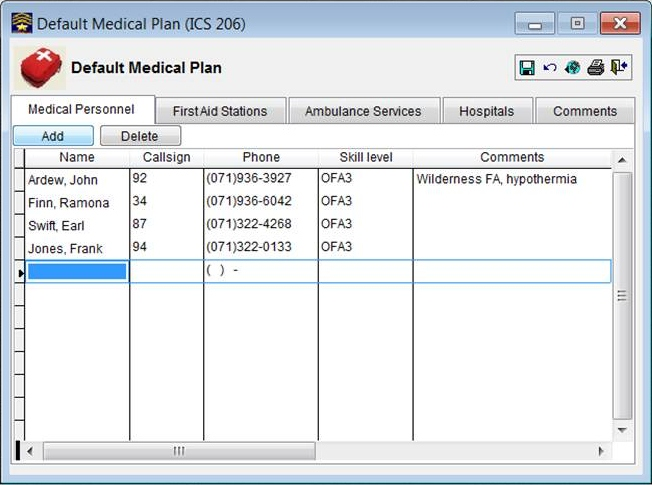 Default Medical Plan (ICS 206)
Default Medical Plan
Medical Personnel First Aid Stations Ambulance Services Hospitals Comments
Add Delete
Name Callsign Phone Skill level Comments
Ardew, John 92 (071)936-3927 OFA3 Wilderness FA, hypothermia
Finn, Ramona 34 (071)936-6042 OFA3
Swift, Earl 87 (071)322-4268 OFA3
Jones, Frank 94 (071)322-0133 OFA3
( ) -